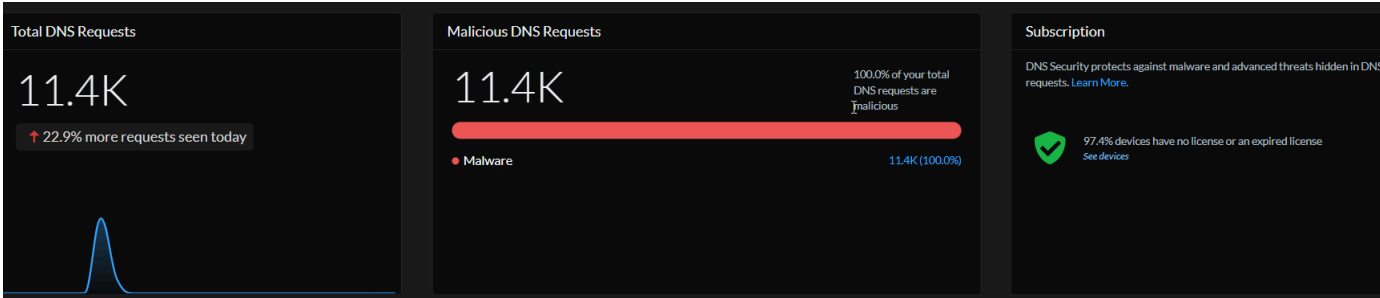 Total DNS Requests
11.4K
↑ 22.9% more requests seen today
Malicious DNS Requests
11.4K
100.0% of your total
DNS requests are
malicious
Malware
11.4K (100.0%)
Subscription
DNS Security protects against malware and advanced threats hidden in DNS
requests. Learn More.
97.4% devices have no license or an expired license
See devices